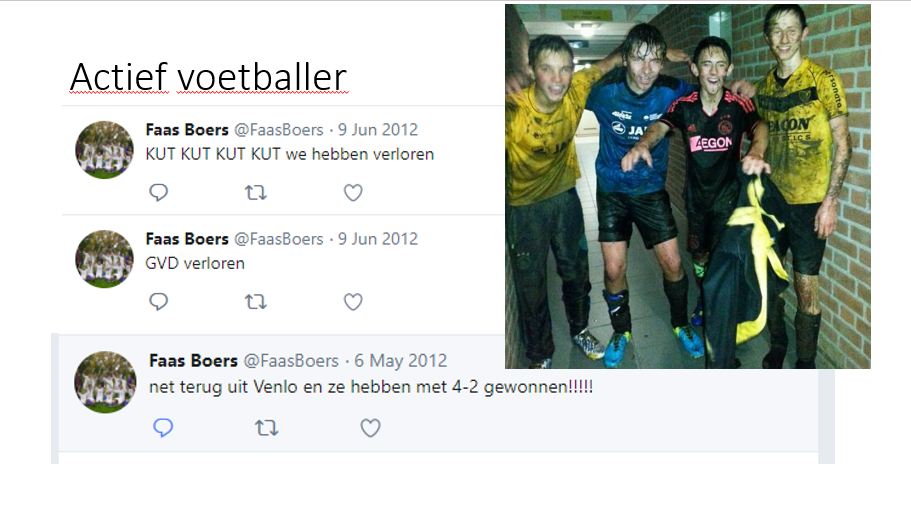 Actief voetballer
Faas Boers @FaasBoers · 9 Jun 2012
KUT KUT KUT KUT we hebben verloren
Faas Boers @FaasBoers · 9 Jun 2012
GVD verloren
Faas Boers @FaasBoers · 6 May 2012
net terug uit Venlo en ze hebben met 4-2 gewonnen!!!!!
JAK
AEGON